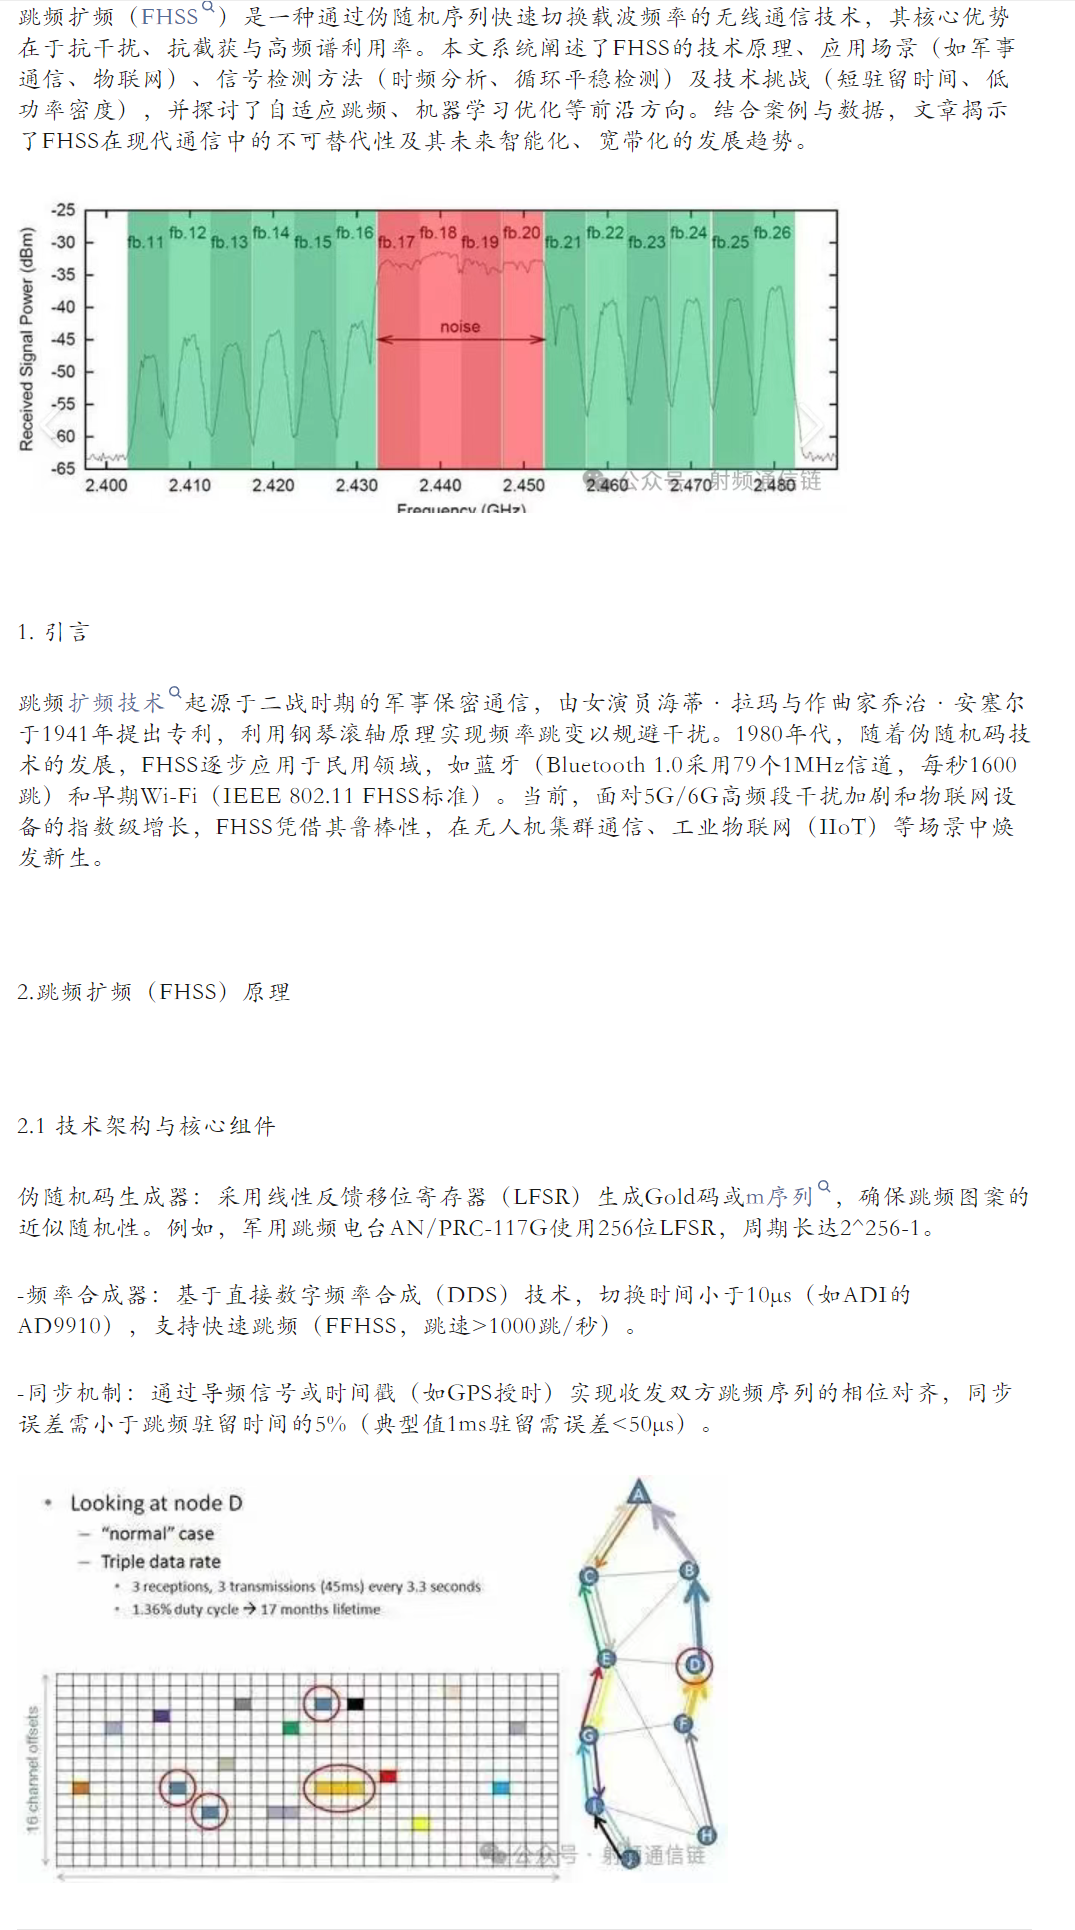 跳频扩频（FHSS）是一种通过伪随机序列快速切换载波频率的无线通信技术，其核心优势
在于抗干扰、抗截获与高频谱利用率。本文系统阐述了FHSS的技术原理、应用场景（如军事
通信、物联网）、信号检测方法（时频分析、循环平稳检测）及技术挑战（短驻留时间、低
功率密度），并探讨了自适应跳频、机器学习优化等前沿方向。结合案例与数据，文章揭示
了FHSS在现代通信中的不可替代性及其未来智能化、宽带化的发展趋势。
-25
-30
-35
-40
-45
-50
-55
-60
-65
Received Signal Power (dBm)
fb.11 fb.12 fb.13 fb.14 fb.15 fb.16 fb.17 fb.18 fb.19 fb.20 fb.21 fb.22 fb.23 fb.24 fb.25 fb.26
noise
2.400 2.410 2.420 2.430 2.440 2.450 2.460 2.470 2.480
公众号 · 射频通信链
Frequency (GHz)
1. 引言
跳频扩频技术起源于二战时期的军事保密通信，由女演员海蒂·拉玛与作曲家乔治·安塞尔
于1941年提出专利，利用钢琴滚轴原理实现频率跳变以规避干扰。1980年代，随着伪随机码技
术的发展，FHSS逐步应用于民用领域，如蓝牙（Bluetooth 1.0采用79个1MHz信道，每秒1600
跳）和早期Wi-Fi（IEEE 802.11 FHSS标准）。当前，面对5G/6G高频段干扰加剧和物联网设
备的指数级增长，FHSS凭借其鲁棒性，在无人机集群通信、工业物联网（IIoT）等场景中焕
发新生。
2.跳频扩频（FHSS）原理
2.1 技术架构与核心组件
伪随机码生成器：采用线性反馈移位寄存器（LFSR）生成Gold码或m序列，确保跳频图案的
近似随机性。例如，军用跳频电台AN/PRC-117G使用256位LFSR，周期长达2^256-1。
-频率合成器：基于直接数字频率合成（DDS）技术，切换时间小于10μs（如ADI的
AD9910），支持快速跳频（FFHSS，跳速>1000跳/秒）。
-同步机制：通过导频信号或时间戳（如GPS授时）实现收发双方跳频序列的相位对齐，同步
误差需小于跳频驻留时间的5%（典型值1ms驻留需误差<50μs）。
• Looking at node D
– “normal” case
– Triple data rate
• 3 receptions, 3 transmissions (45ms) every 3.3 seconds
• 1.36% duty cycle → 17 months lifetime
16 channel offsets
A
C
B
E
D
G
F
I
H
J
公众号 · 射频通信链